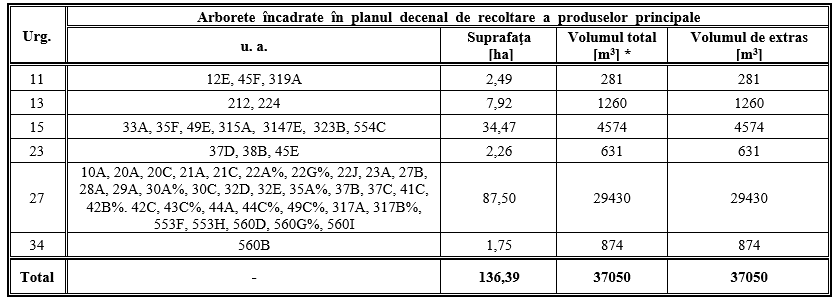 Urg.
Arborete încadrate în planul decenal de recoltare a produselor principale
u. a.
Suprafaţa
[ha]
Volumul total
[m³] *
Volumul de extras
[m³]
11 12E, 45F, 319A 2,49 281 281
13 212, 224 7,92 1260 1260
15 33A, 35F, 49E, 315A, 3147E, 323B, 554C 34,47 4574 4574
23 37D, 38B, 45E 2,26 631 631
27
10A, 20A, 20C, 21A, 21C, 22A%, 22G%, 22J, 23A, 27B,
28A, 29A, 30A%, 30C, 32D, 32E, 35A%, 37B, 37C, 41C,
42B%. 42C, 43C%, 44A, 44C%, 49C%, 317A, 317B%,
553F, 553H, 560D, 560G%, 560I
87,50 29430 29430
34 560B 1,75 874 874
Total - 136,39 37050 37050